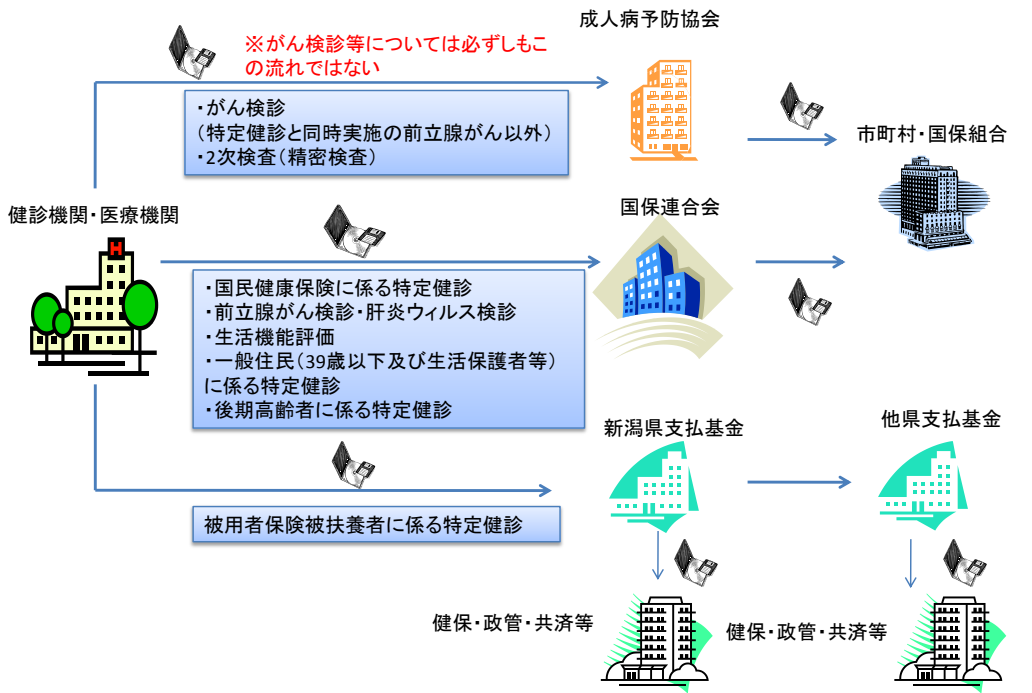 成人病予防協会
※がん検診等については必ずしもこ
の流れではない
・がん検診
(特定健診と同時実施の前立腺がん以外)
・2次検査(精密検査)
市町村・国保組合
健診機関・医療機関
H
国保連合会
・国民健康保険に係る特定健診
・前立腺がん検診・肝炎ウィルス検診
・生活機能評価
・一般住民(39歳以下及び生活保護者等)
に係る特定健診
・後期高齢者に係る特定健診
新潟県支払基金
他県支払基金
被用者保険被扶養者に係る特定健診
健保・政管・共済等
健保・政管・共済等